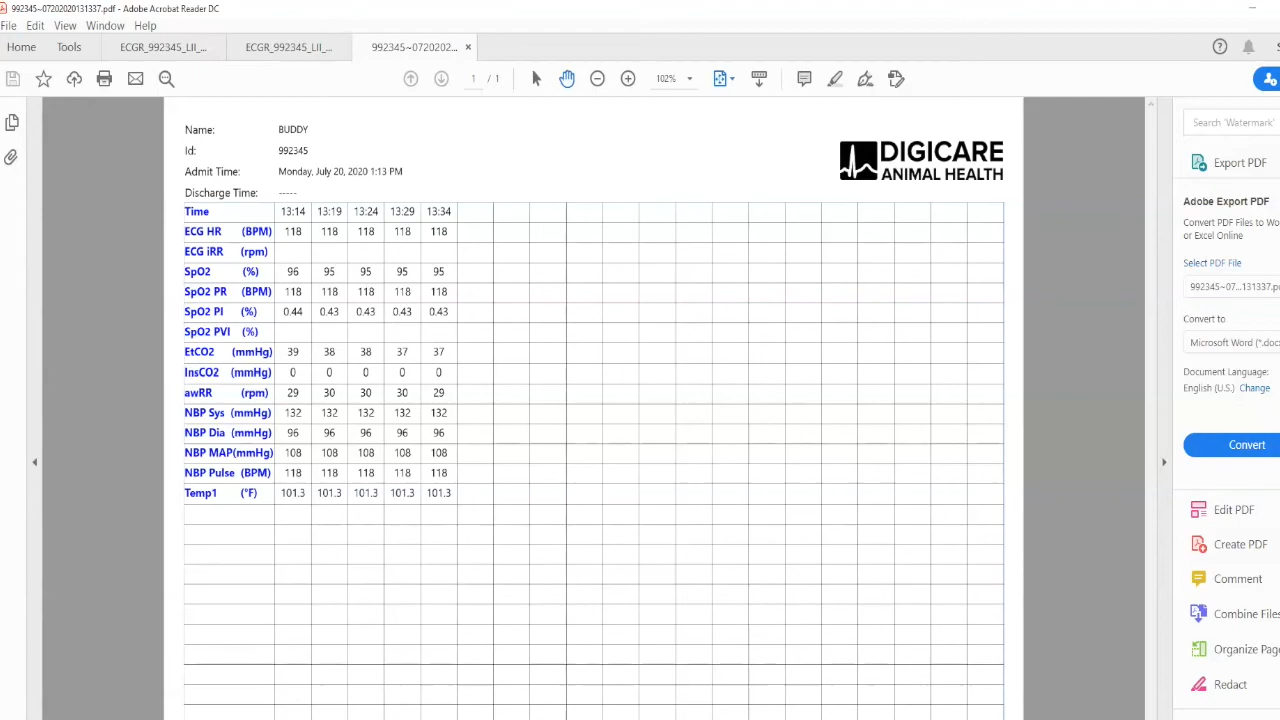 992345~07202020131337.pdf - Adobe Acrobat Reader DC
File Edit View Window Help
Home Tools ECGR_992345_LII_... ECGR_992345_LII_... 992345~0720202... ×
1 / 1 102%
Name: BUDDY
Id: 992345
Admit Time: Monday, July 20, 2020 1:13 PM
Discharge Time: -----
DIGICARE
ANIMAL HEALTH
Time 13:14 13:19 13:24 13:29 13:34
ECG HR (BPM) 118 118 118 118 118
ECG iRR (rpm)
SpO2 (%) 96 95 95 95 95
SpO2 PR (BPM) 118 118 118 118 118
SpO2 PI (%) 0.44 0.43 0.43 0.43 0.43
SpO2 PVI (%)
EtCO2 (mmHg) 39 38 38 37 37
InsCO2 (mmHg) 0 0 0 0 0
awRR (rpm) 29 30 30 30 29
NBP Sys (mmHg) 132 132 132 132 132
NBP Dia (mmHg) 96 96 96 96 96
NBP MAP(mmHg) 108 108 108 108 108
NBP Pulse (BPM) 118 118 118 118 118
Temp1 (°F) 101.3 101.3 101.3 101.3 101.3
Search 'Watermark'
Export PDF
Adobe Export PDF
Convert PDF Files to Wo
or Excel Online
Select PDF File
992345~07...131337.pd
Convert to
Microsoft Word (*.docx
Document Language:
English (U.S.) Change
Convert
Edit PDF
Create PDF
Comment
Combine Files
Organize Page
Redact